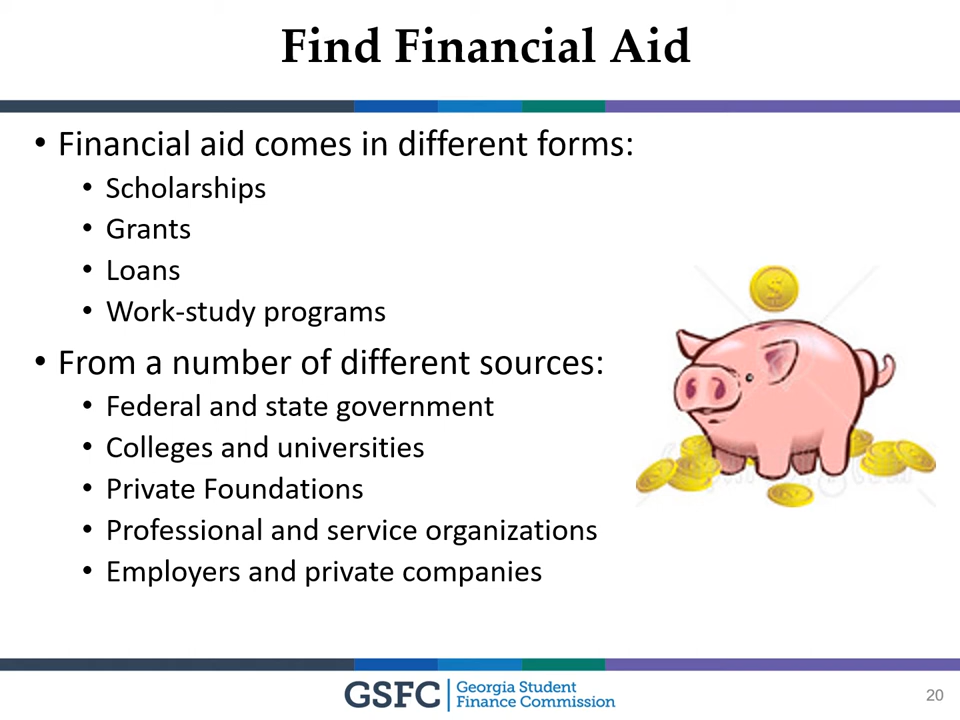 Find Financial Aid
• Financial aid comes in different forms:
• Scholarships
• Grants
• Loans
• Work-study programs
• From a number of different sources:
• Federal and state government
• Colleges and universities
• Private Foundations
• Professional and service organizations
• Employers and private companies
$
GSFC
Georgia Student
Finance Commission
20